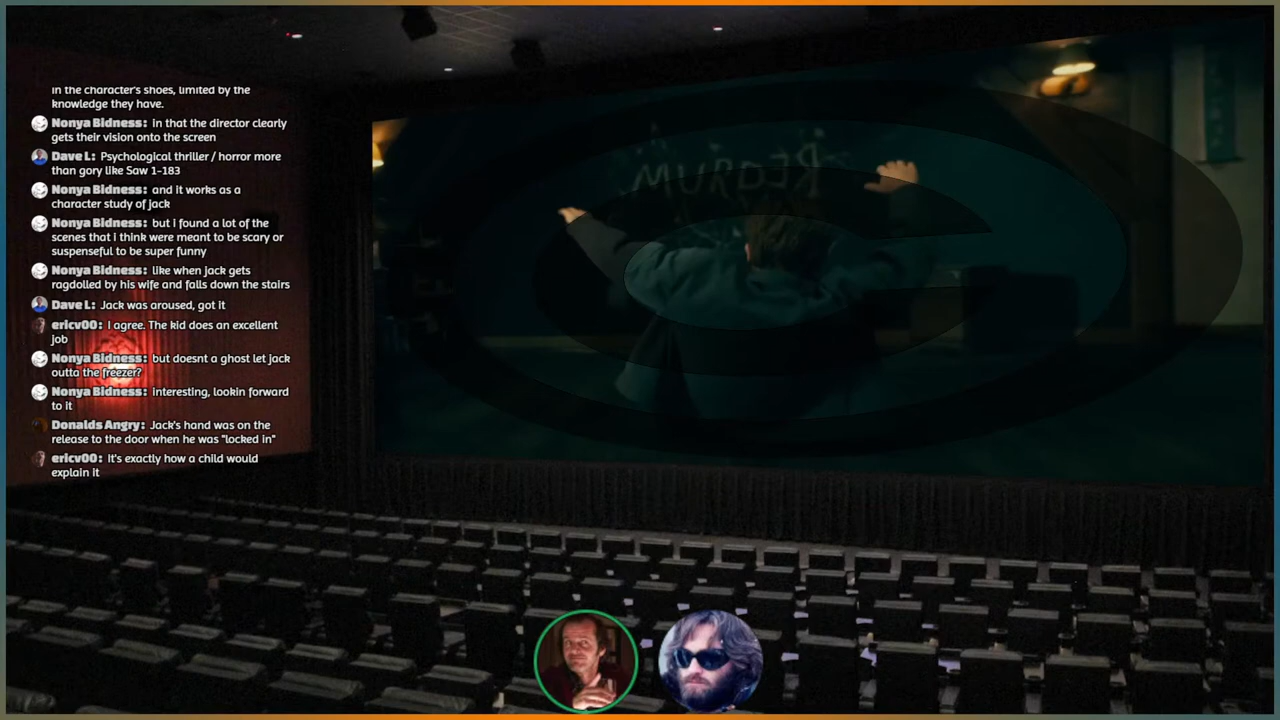 in the character's shoes, limited by the
knowledge they have.
Nonya Bidness: in that the director clearly
gets their vision onto the screen
Dave L: Psychological thriller / horror more
than gory like Saw 1-183
Nonya Bidness: and it works as a
character study of jack
Nonya Bidness: but i found a lot of the
scenes that i think were meant to be scary or
suspenseful to be super funny
Nonya Bidness: like when jack gets
ragdolled by his wife and falls down the stairs
Dave L: Jack was aroused, got it
ericv00: I agree. The kid does an excellent
job
Nonya Bidness: but doesnt a ghost let jack
outta the freezer?
Nonya Bidness: interesting, lookin forward
to it
Donalds Angry: Jack's hand was on the
release to the door when he was "locked in"
ericv00: It's exactly how a child would
explain it
MURDƎR